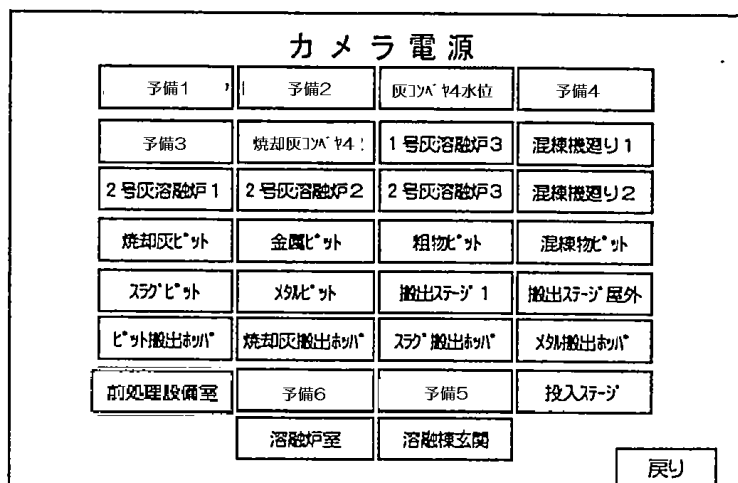 カメラ電源
予備1 予備2 灰コンベヤ4水位 予備4
予備3 焼却灰コンベヤ4 1号灰溶融炉3 混練機廻り1
2号灰溶融炉1 2号灰溶融炉2 2号灰溶融炉3 混練機廻り2
焼却灰ピット 金属ピット 粗物ピット 混練物ピット
スラグピット メタルピット 搬出ステージ1 搬出ステージ屋外
ピット搬出ホッパ 焼却灰搬出ホッパ スラグ搬出ホッパ メタル搬出ホッパ
前処理設備室 予備6 予備5 投入ステージ
溶融炉室 溶融棟玄関
戻り